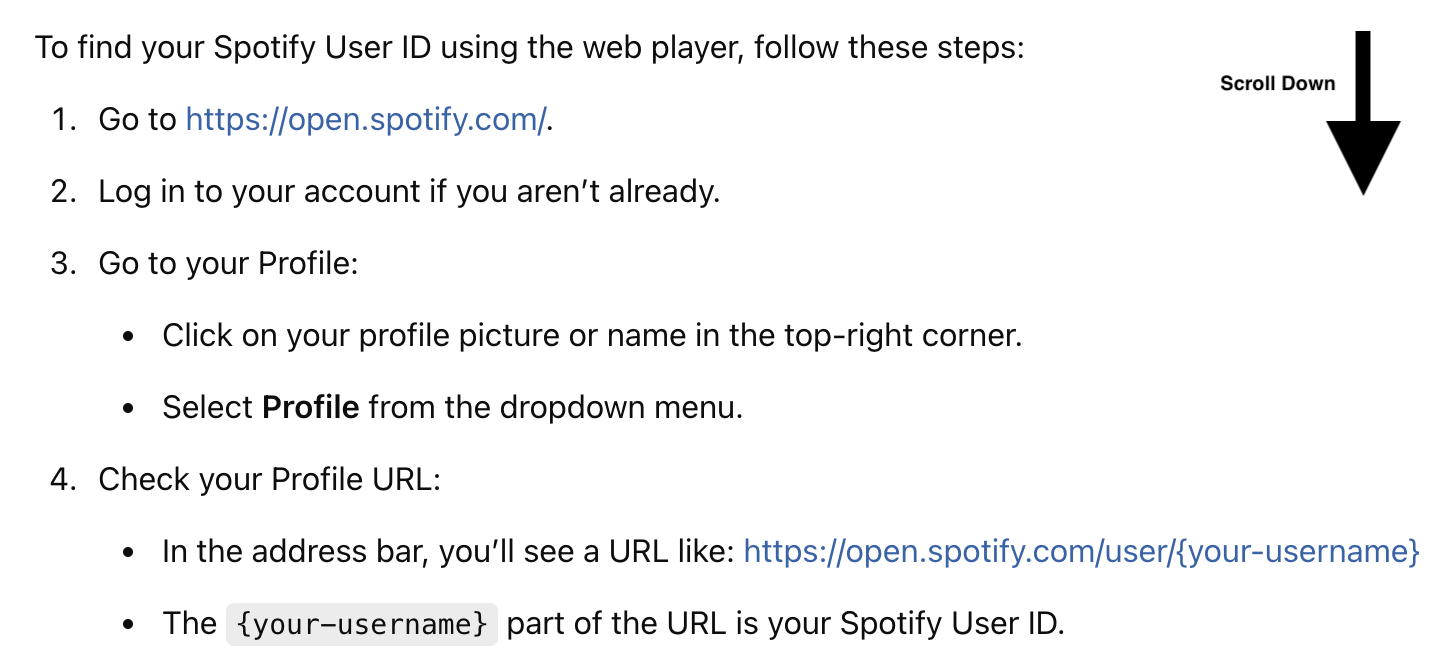 To find your Spotify User ID using the web player, follow these steps:
Scroll Down
1. Go to https://open.spotify.com/.
2. Log in to your account if you aren’t already.
3. Go to your Profile:
• Click on your profile picture or name in the top-right corner.
• Select Profile from the dropdown menu.
4. Check your Profile URL:
• In the address bar, you’ll see a URL like: https://open.spotify.com/user/{your-username}
• The {your-username} part of the URL is your Spotify User ID.